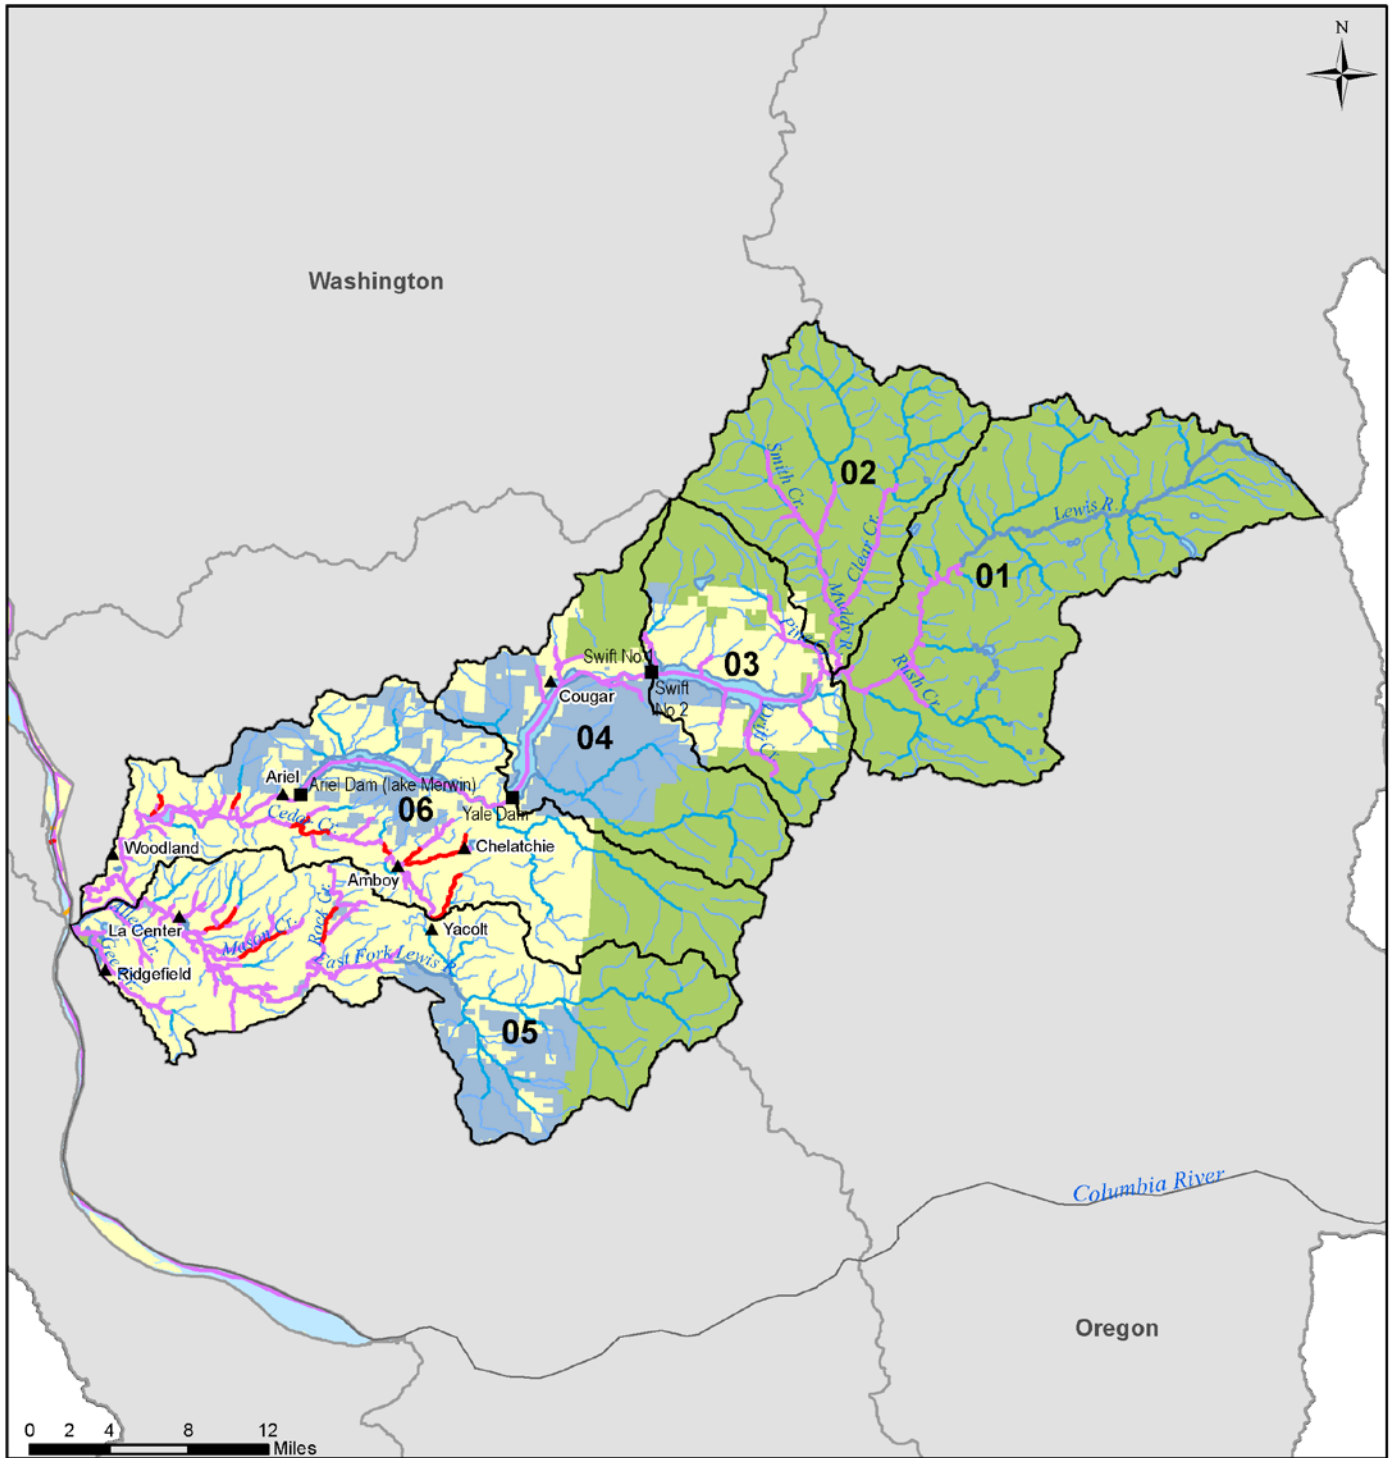 N
Washington
02
Smith Cr.
Clear Cr.
Lewis R.
01
Muddy R.
Rush Cr.
03
Swift No 1
Swift
No 2
Cougar
04
Ariel
Ariel Dam (lake Merwin)
06
Yale Dam
Cedar Cr.
Chelatchie
Woodland
Amboy
La Center
Mason Cr.
Rock Cr.
Yacolt
East Fork Lewis R.
Ridgefield
05
Columbia River
Oregon
0 2 4 8 12
Miles